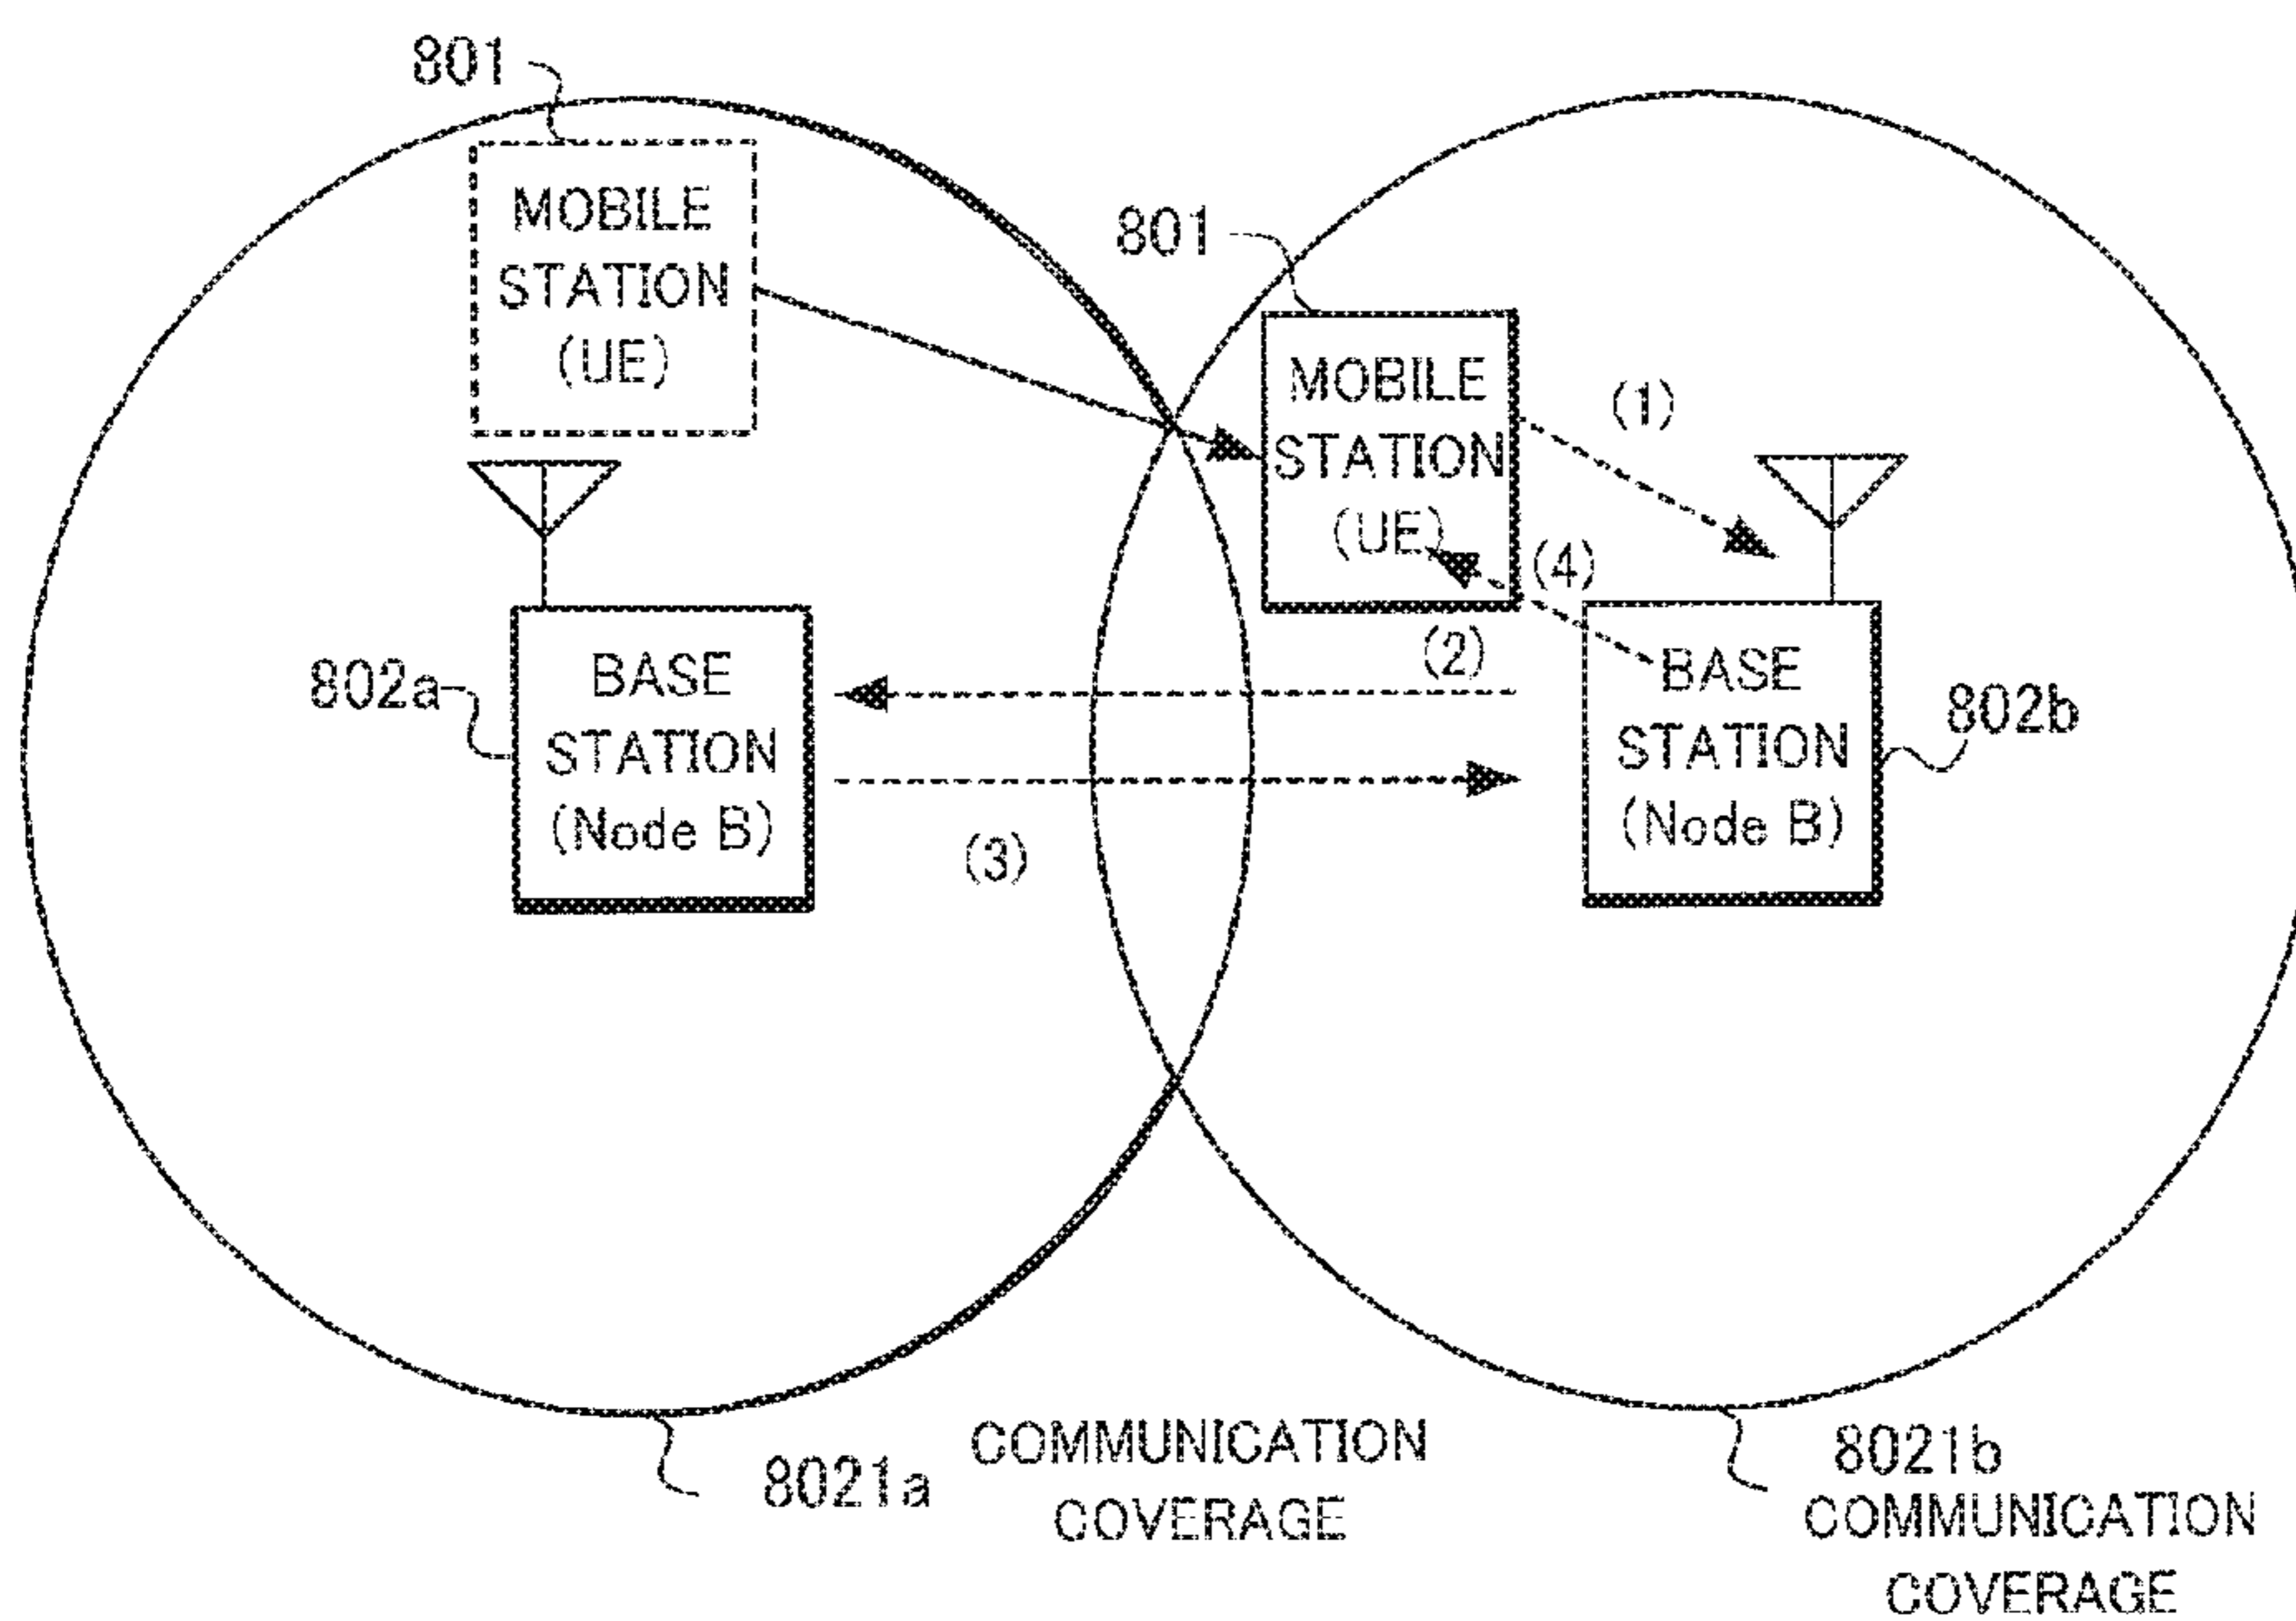 801
MOBILE
STATION
(UE)
801
MOBILE
STATION
(UE)
(1)
(4)
(2)
802a
BASE
STATION
(Node B)
BASE
STATION
(Node B)
802b
(3)
8021a
COMMUNICATION
COVERAGE
8021b
COMMUNICATION
COVERAGE